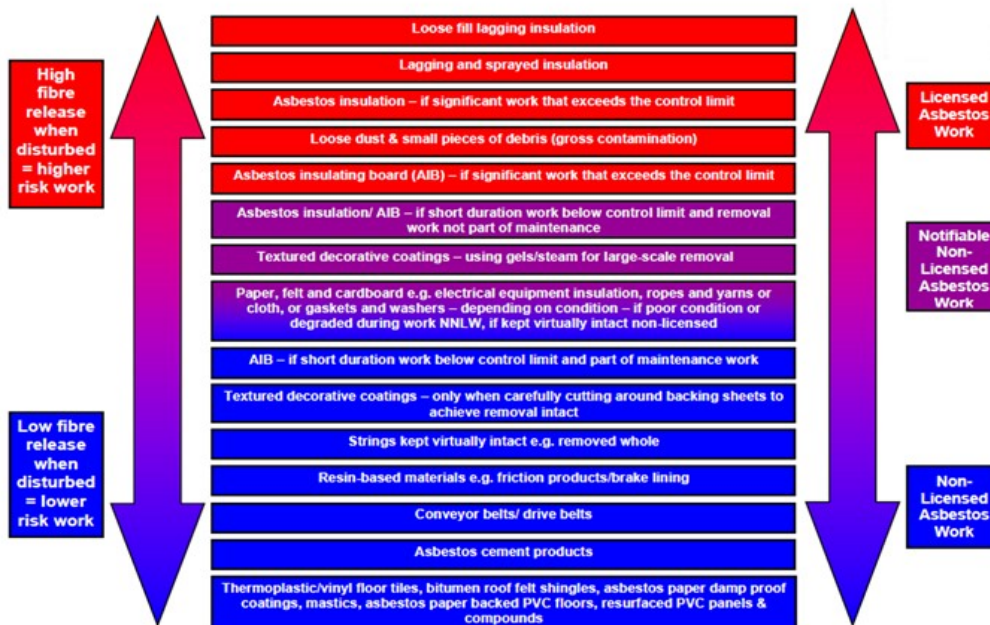 Loose fill lagging insulation
Lagging and sprayed insulation
Asbestos insulation – if significant work that exceeds the control limit
Loose dust & small pieces of debris (gross contamination)
Asbestos insulating board (AIB) – if significant work that exceeds the control limit
Asbestos insulation/ AIB – if short duration work below control limit and removal
work not part of maintenance
Textured decorative coatings – using gels/steam for large-scale removal
Paper, felt and cardboard e.g. electrical equipment insulation, ropes and yarns or
cloth, or gaskets and washers – depending on condition – if poor condition or
degraded during work NNLW, if kept virtually intact non-licensed
AIB – if short duration work below control limit and part of maintenance work
Textured decorative coatings – only when carefully cutting around backing sheets to
achieve removal intact
Strings kept virtually intact e.g. removed whole
Resin-based materials e.g. friction products/brake lining
Conveyor belts/ drive belts
Asbestos cement products
Thermoplastic/vinyl floor tiles, bitumen roof felt shingles, asbestos paper damp proof
coatings, mastics, asbestos paper backed PVC floors, resurfaced PVC panels &
compounds
High
fibre
release
when
disturbed
= higher
risk work
Low fibre
release
when
disturbed
= lower
risk work
Licensed
Asbestos
Work
Notifiable
Non-
Licensed
Asbestos
Work
Non-
Licensed
Asbestos
Work